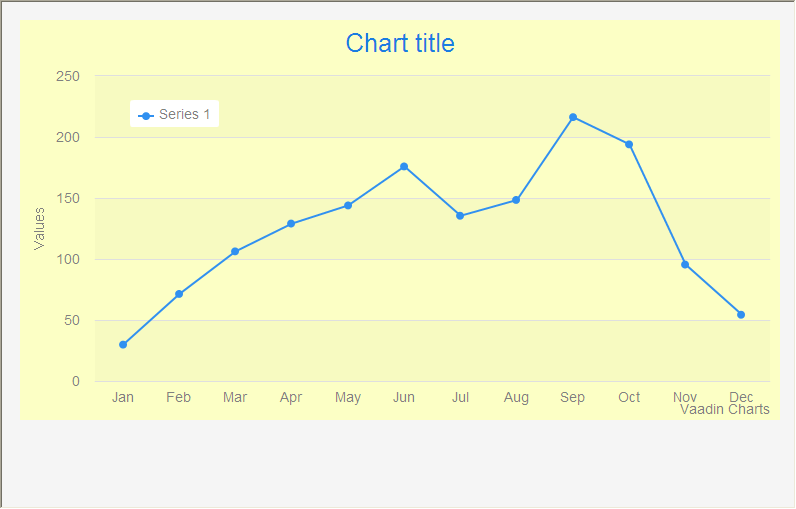 Chart title
250
Series 1
200
150
Values
100
50
0
Jan Feb Mar Apr May Jun Jul Aug Sep Oct Nov Dec
Vaadin Charts